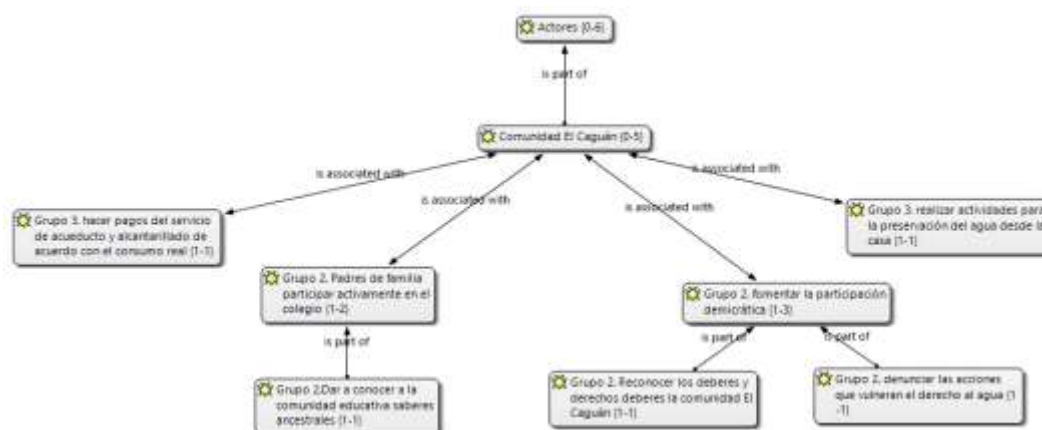 Actores {0-6}
is part of
Comunidad El Caguán {0-5}
is associated with
is associated with
is associated with
is associated with
Grupo 3. hacer pagos del servicio
de acueducto y alcantarillado de
acuerdo con el consumo real {1-1}
Grupo 3. realizar actividades para
la preservación del agua desde la
casa {1-1}
Grupo 2. Padres de familia
participar activamente en el
colegio {1-2}
Grupo 2. fomentar la participación
democrática {1-3}
is part of
is part of
is part of
Grupo 2.Dar a conocer a la
comunidad educativa saberes
ancestrales {1-1}
Grupo 2. Reconocer los deberes y
derechos deberes la comunidad El
Caguán {1-1}
Grupo 2. denunciar las acciones
que vulneran el derecho al agua {1
-1}